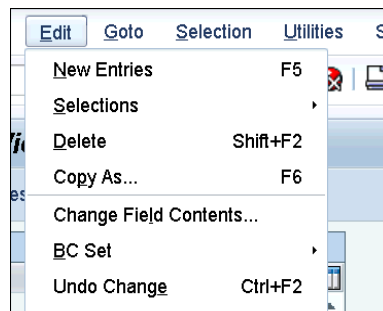 Edit Goto Selection Utilities S
New Entries F5
Selections
Delete Shift+F2
Copy As... F6
es
Change Field Contents...
BC Set
Undo Change Ctrl+F2